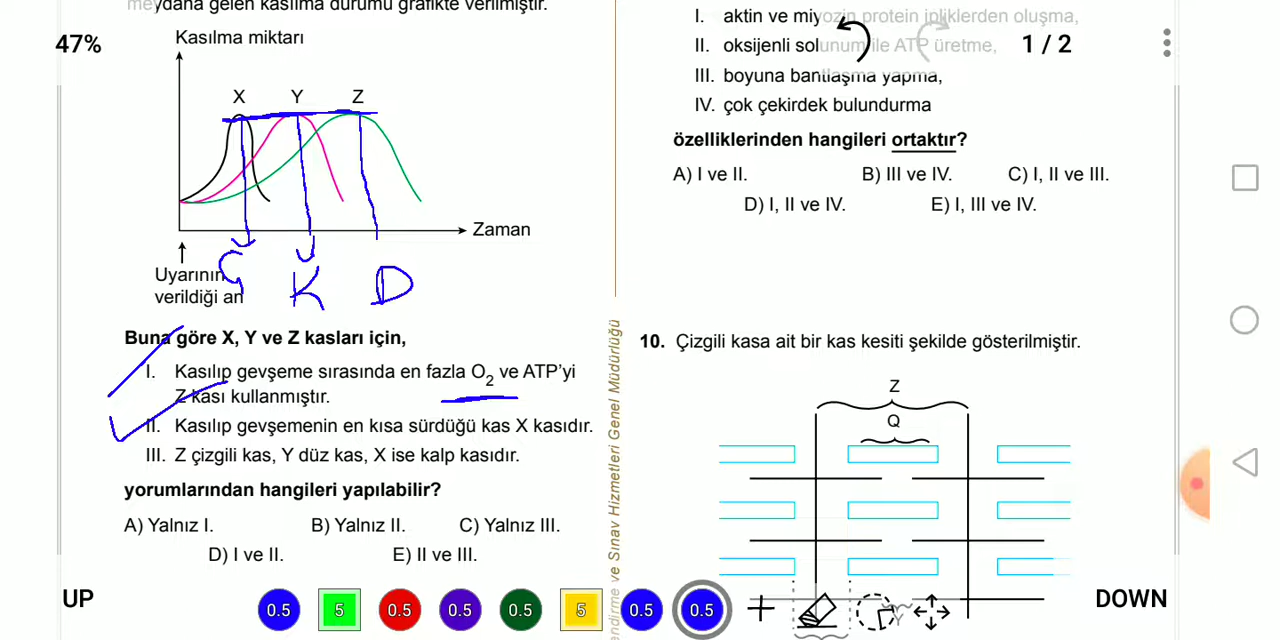 meydana gelen kasılma durumu grafikte verilmiştir.
47%
Kasılma miktarı
X Y Z
Zaman
Uyarının
verildiği an
Ç K D
Buna göre X, Y ve Z kasları için,
I. Kasılıp gevşeme sırasında en fazla O2 ve ATP'yi
Z kası kullanmıştır.
II. Kasılıp gevşemenin en kısa sürdüğü kas X kasıdır.
III. Z çizgili kas, Y düz kas, X ise kalp kasıdır.
yorumlarından hangileri yapılabilir?
A) Yalnız I. B) Yalnız II. C) Yalnız III.
D) I ve II. E) II ve III.
UP
ndirme ve Sınav Hizmetleri Genel Müdürlüğü
I. aktin ve miyozin protein ipliklerden oluşma,
II. oksijenli solunum ile ATP üretme,
1 / 2
III. boyuna bantlaşma yapma,
IV. çok çekirdek bulundurma
özelliklerinden hangileri ortaktır?
A) I ve II. B) III ve IV. C) I, II ve III.
D) I, II ve IV. E) I, III ve IV.
10. Çizgili kasa ait bir kas kesiti şekilde gösterilmiştir.
Z
Q
Y
0.5 5 0.5 0.5 0.5 5 0.5 0.5
DOWN